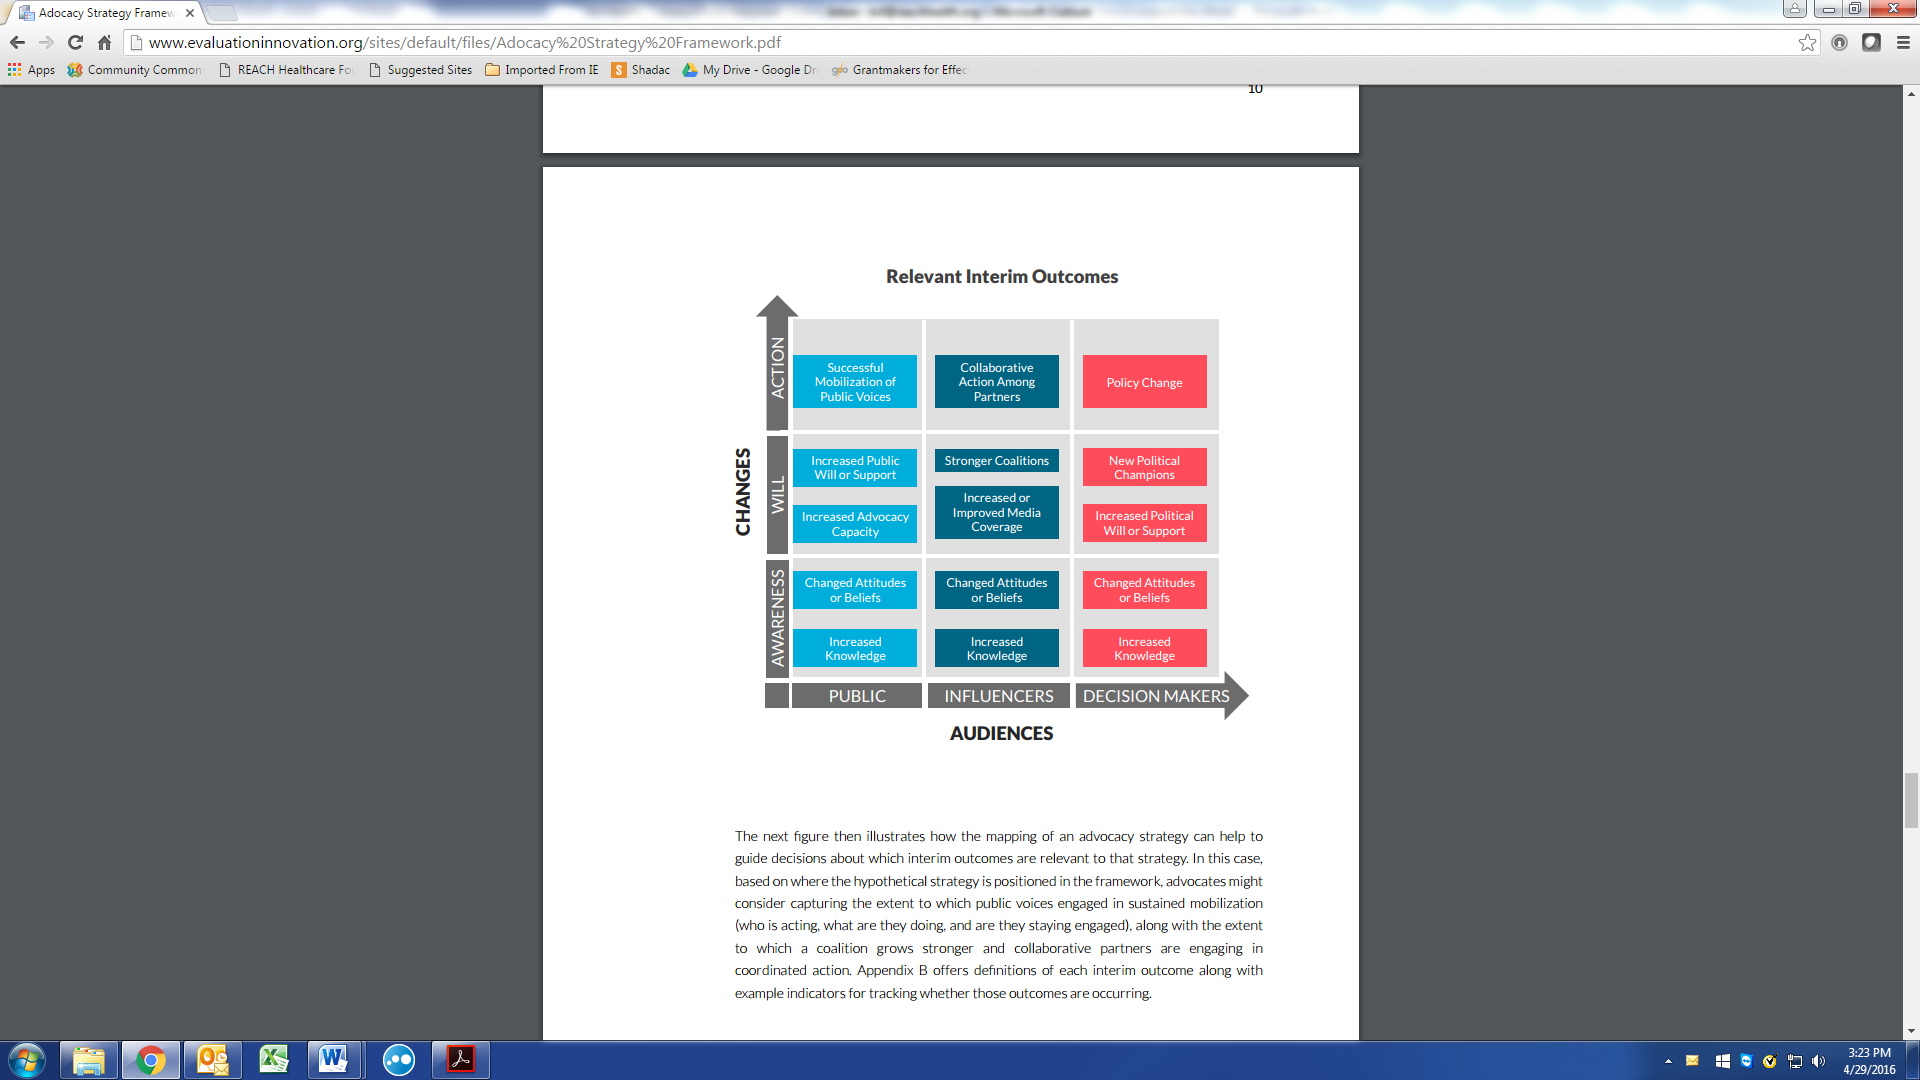 Adocacy Strategy Framew
www.evaluationinnovation.org/sites/default/files/Adocacy%20Strategy%20Framework.pdf
Apps Community Common REACH Healthcare Fo Suggested Sites Imported From IE Shadac My Drive - Google Dr Grantmakers for Effec
10
Relevant Interim Outcomes
ACTION
Successful
Mobilization of
Public Voices
Collaborative
Action Among
Partners
Policy Change
CHANGES
WILL
Increased Public
Will or Support
Stronger Coalitions
New Political
Champions
Increased Advocacy
Capacity
Increased or
Improved Media
Coverage
Increased Political
Will or Support
AWARENESS
Changed Attitudes
or Beliefs
Changed Attitudes
or Beliefs
Changed Attitudes
or Beliefs
Increased
Knowledge
Increased
Knowledge
Increased
Knowledge
PUBLIC INFLUENCERS DECISION MAKERS
AUDIENCES
The next figure then illustrates how the mapping of an advocacy strategy can help to
guide decisions about which interim outcomes are relevant to that strategy. In this case,
based on where the hypothetical strategy is positioned in the framework, advocates might
consider capturing the extent to which public voices engaged in sustained mobilization
(who is acting, what are they doing, and are they staying engaged), along with the extent
to which a coalition grows stronger and collaborative partners are engaging in
coordinated action. Appendix B offers definitions of each interim outcome along with
example indicators for tracking whether those outcomes are occurring.
3:23 PM
4/29/2016